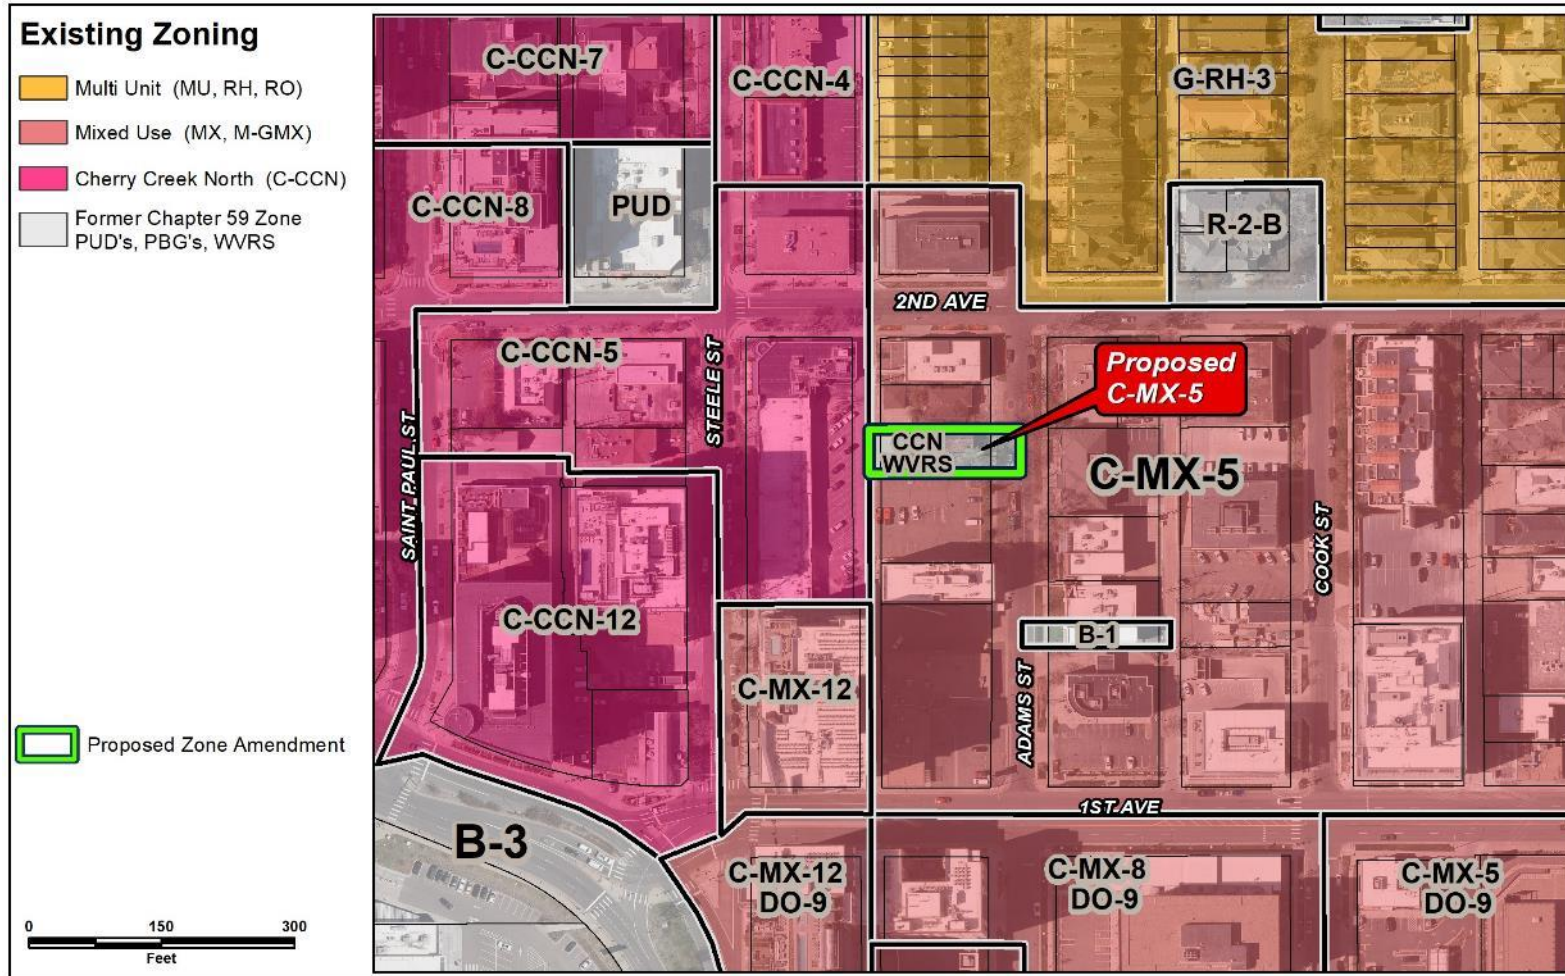 Existing Zoning
Multi Unit (MU, RH, RO)
Mixed Use (MX, M-GMX)
Cherry Creek North (C-CCN)
Former Chapter 59 Zone
PUD's, PBG's, WVRS
Proposed Zone Amendment
0 150 300
Feet
C-CCN-7
C-CCN-4
G-RH-3
C-CCN-8
PUD
R-2-B
2ND AVE
C-CCN-5
STEELE ST
SAINT PAUL ST
Proposed
C-MX-5
CCN
WVRS
C-MX-5
COOK ST
C-CCN-12
B-1
C-MX-12
ADAMS ST
1ST AVE
B-3
C-MX-12
DO-9
C-MX-8
DO-9
C-MX-5
DO-9